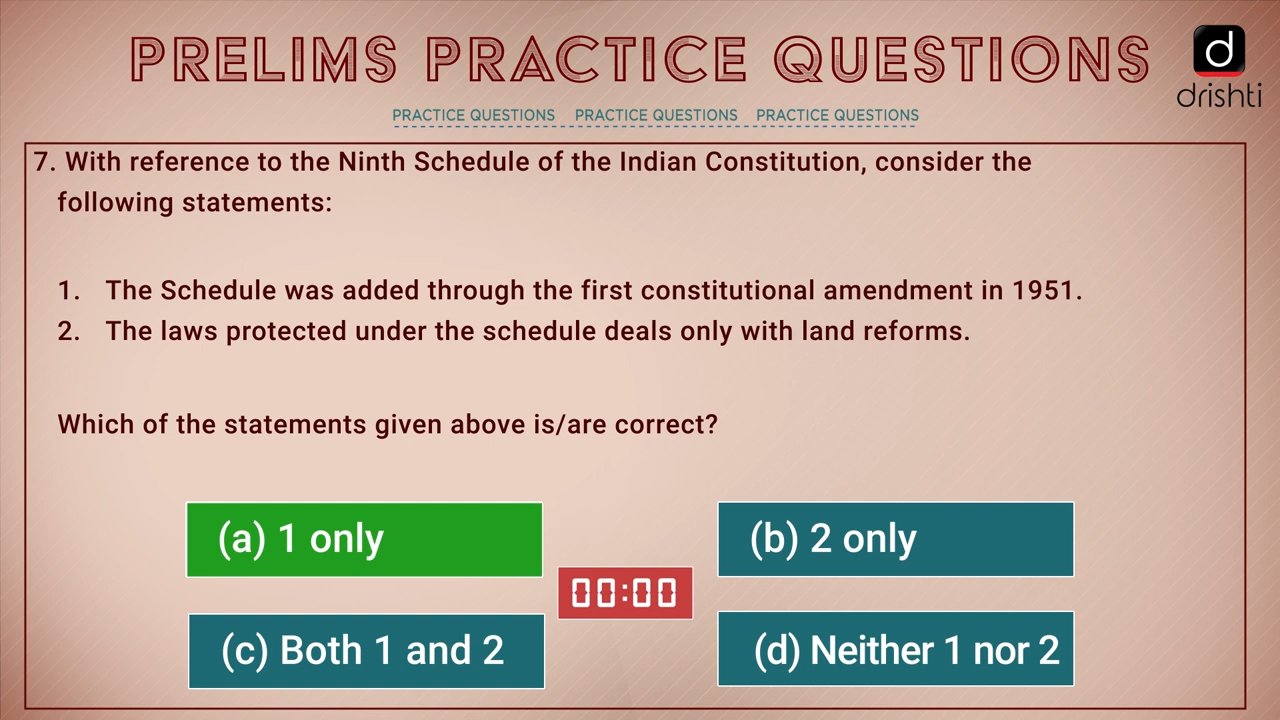 PRELIMS PRACTICE QUESTIONS
d
drishti
PRACTICE QUESTIONS PRACTICE QUESTIONS PRACTICE QUESTIONS
7. With reference to the Ninth Schedule of the Indian Constitution, consider the
following statements:
1. The Schedule was added through the first constitutional amendment in 1951.
2. The laws protected under the schedule deals only with land reforms.
Which of the statements given above is/are correct?
(a) 1 only
(b) 2 only
00:00
(c) Both 1 and 2
(d) Neither 1 nor 2